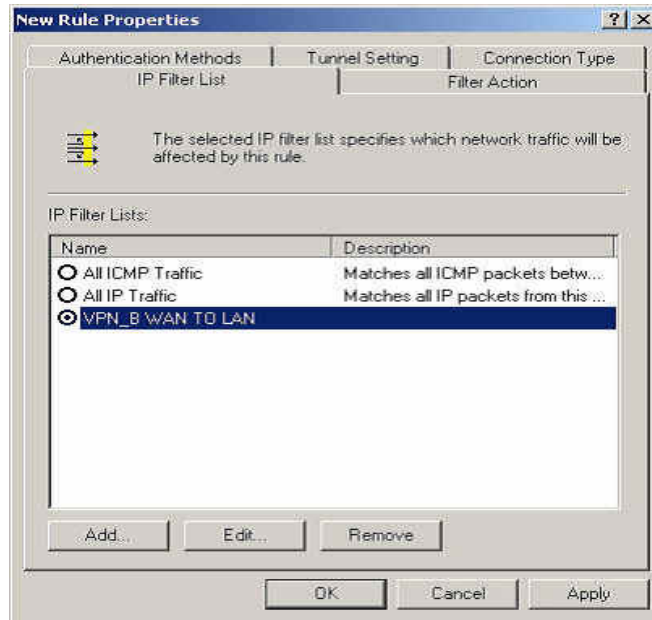 New Rule Properties
Authentication Methods
Tunnel Setting
Connection Type
IP Filter List
Filter Action
The selected IP filter list specifies which network traffic will be
affected by this rule.
IP Filter Lists:
Name Description
All ICMP Traffic Matches all ICMP packets betw...
All IP Traffic Matches all IP packets from this ...
VPN_B WAN TO LAN
Add... Edit... Remove
OK Cancel Apply